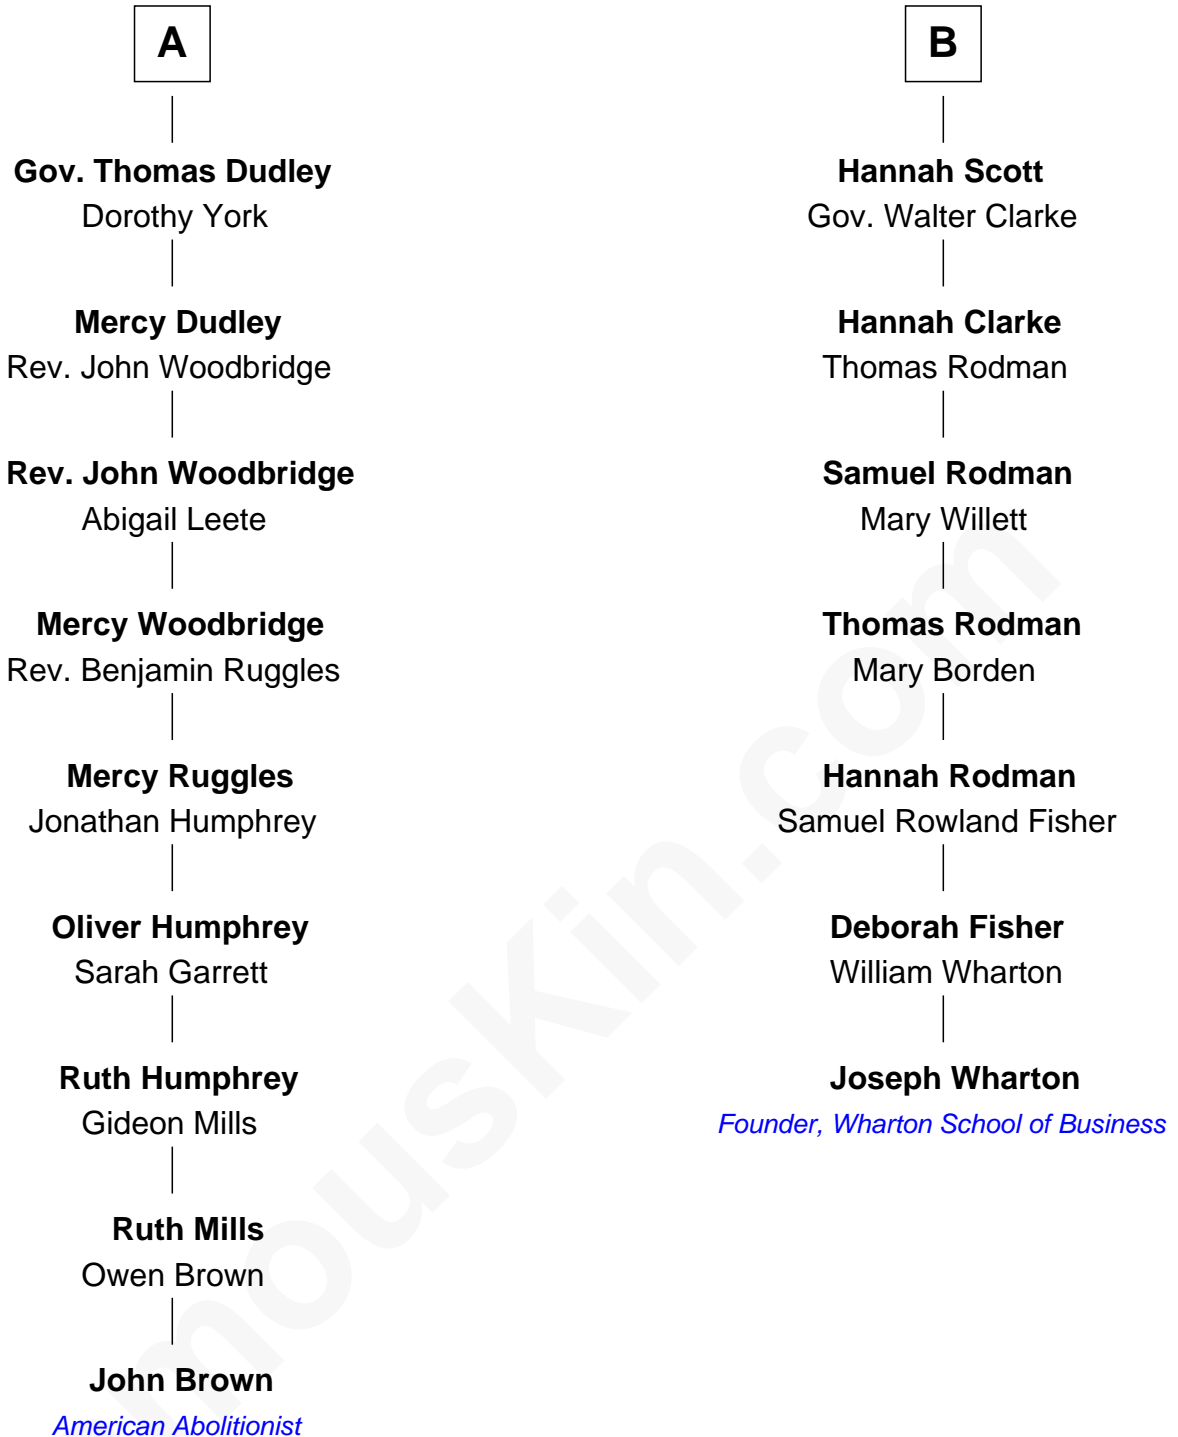 A
Gov. Thomas Dudley
Dorothy York
Mercy Dudley
Rev. John Woodbridge
Rev. John Woodbridge
Abigail Leete
Mercy Woodbridge
Rev. Benjamin Ruggles
Mercy Ruggles
Jonathan Humphrey
Oliver Humphrey
Sarah Garrett
Ruth Humphrey
Gideon Mills
Ruth Mills
Owen Brown
John Brown
American Abolitionist
B
Hannah Scott
Gov. Walter Clarke
Hannah Clarke
Thomas Rodman
Samuel Rodman
Mary Willett
Thomas Rodman
Mary Borden
Hannah Rodman
Samuel Rowland Fisher
Deborah Fisher
William Wharton
Joseph Wharton
Founder, Wharton School of Business
mousKin.com